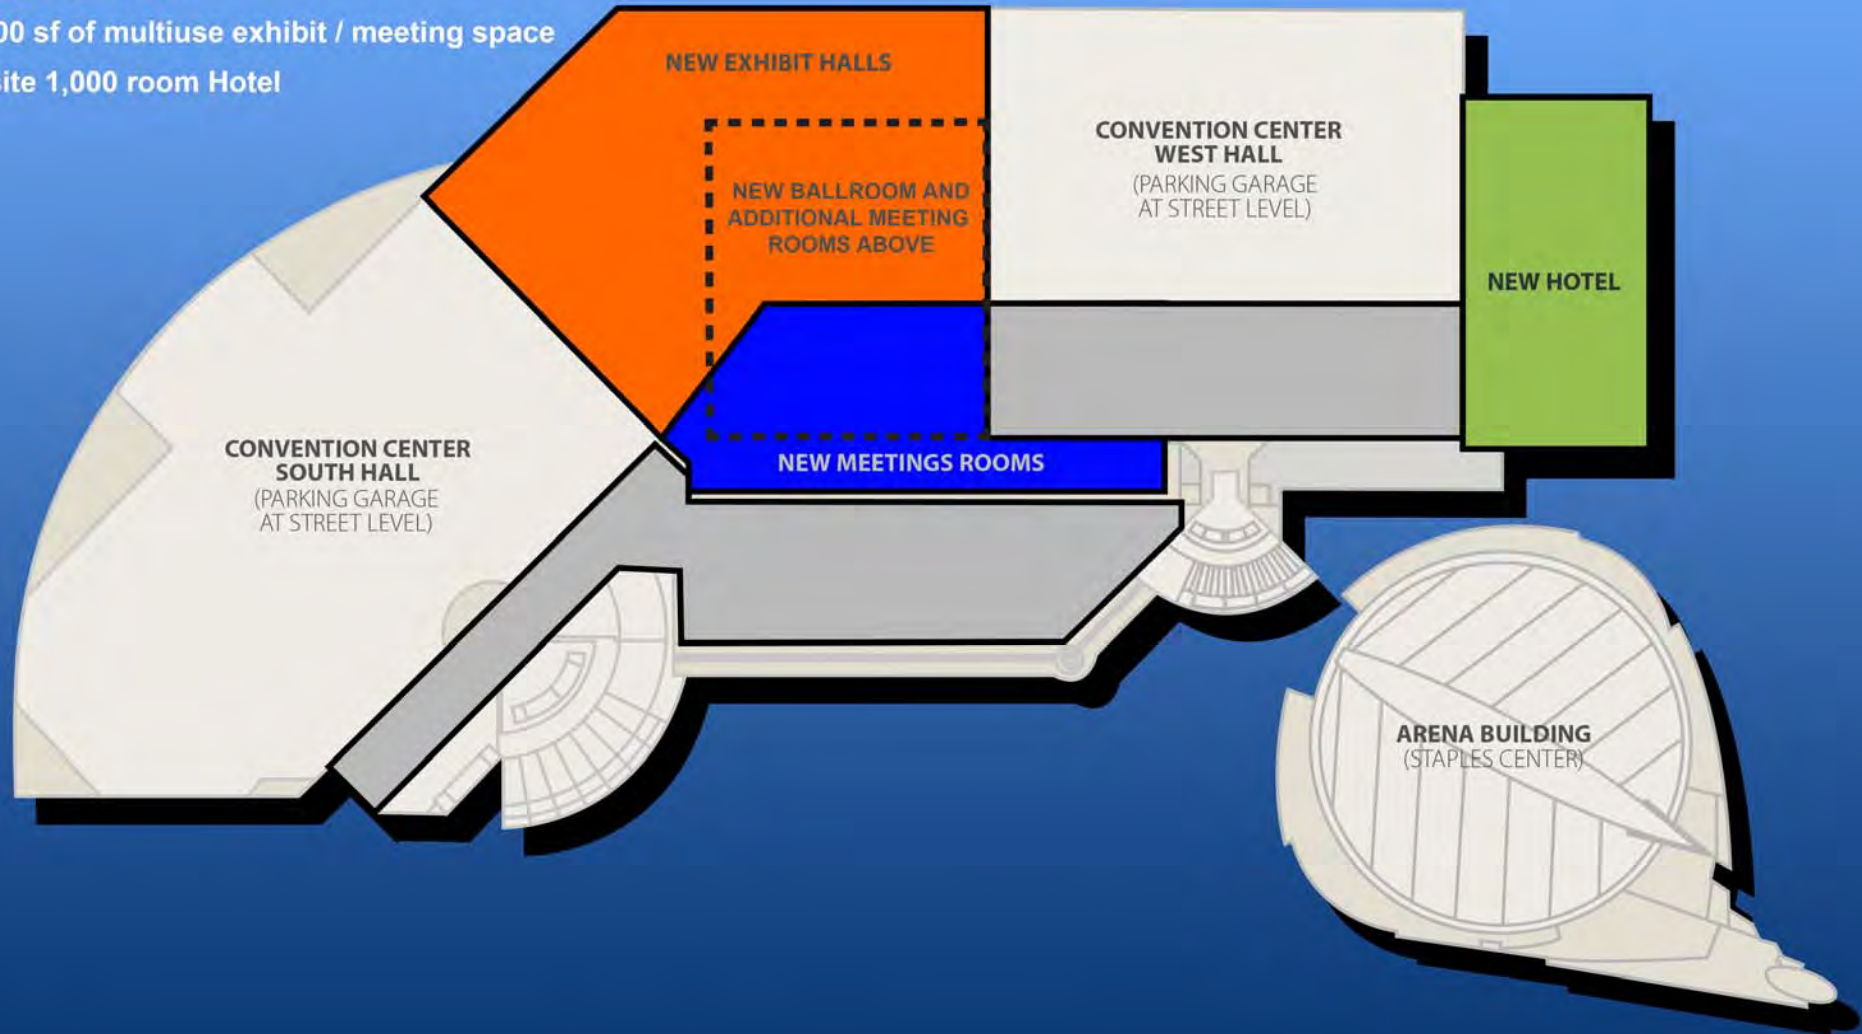 00 sf of multiuse exhibit / meeting space
site 1,000 room Hotel
NEW EXHIBIT HALLS
NEW BALLROOM AND
ADDITIONAL MEETING
ROOMS ABOVE
CONVENTION CENTER
WEST HALL
(PARKING GARAGE
AT STREET LEVEL)
NEW HOTEL
CONVENTION CENTER
SOUTH HALL
(PARKING GARAGE
AT STREET LEVEL)
NEW MEETINGS ROOMS
ARENA BUILDING
(STAPLES CENTER)